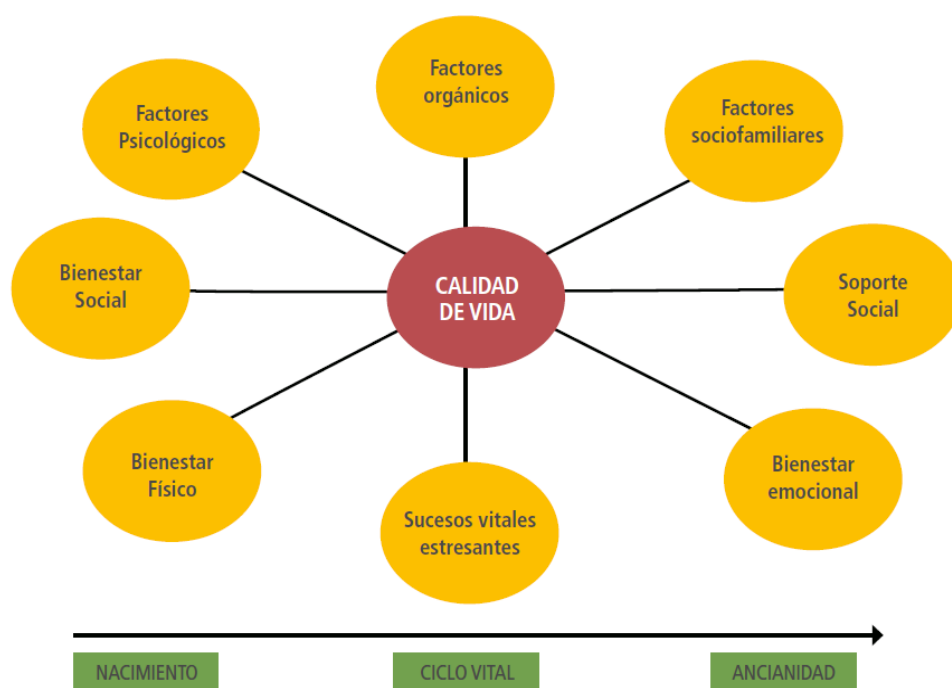 Factores
orgánicos
Factores
Psicológicos
Factores
sociofamiliares
Bienestar
Social
CALIDAD
DE VIDA
Soporte
Social
Bienestar
Físico
Sucesos vitales
estresantes
Bienestar
emocional
NACIMIENTO
CICLO VITAL
ANCIANIDAD